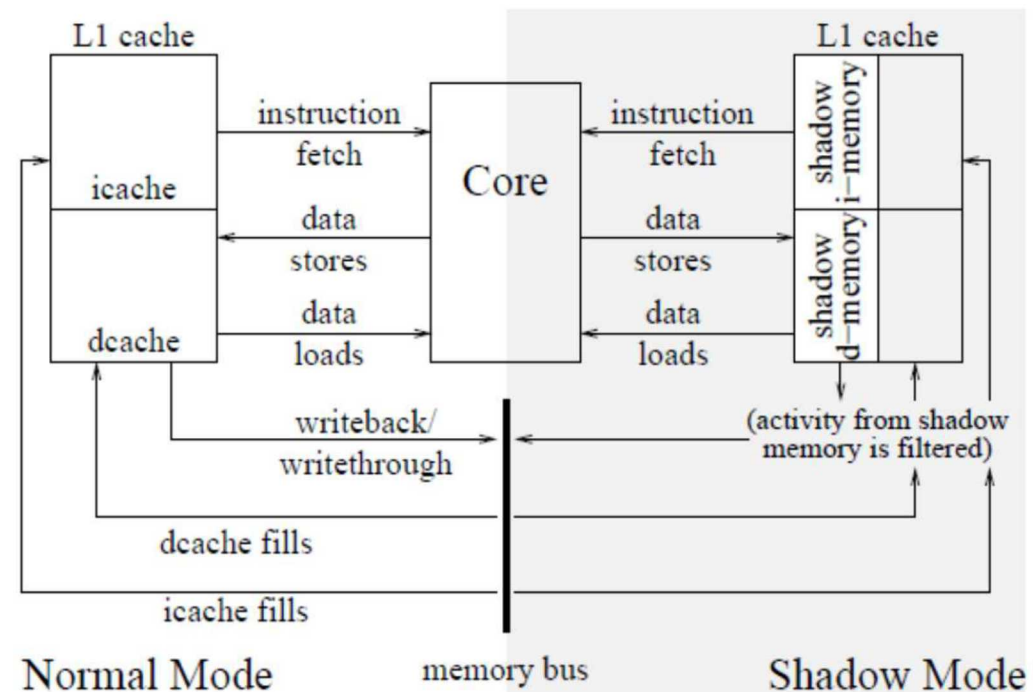 L1 cache
L1 cache
instruction
fetch
icache
Core
instruction
fetch
shadow
i-memory
data
stores
data
stores
data
loads
dcache
data
loads
shadow
d-memory
writeback/
writethrough
(activity from shadow
memory is filtered)
dcache fills
icache fills
Normal Mode
memory bus
Shadow Mode